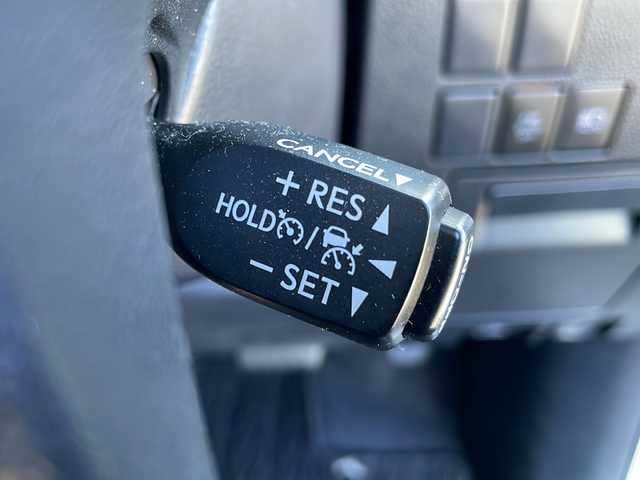 CANCEL▼
+ RES ▲
HOLD / ◀
− SET ▼